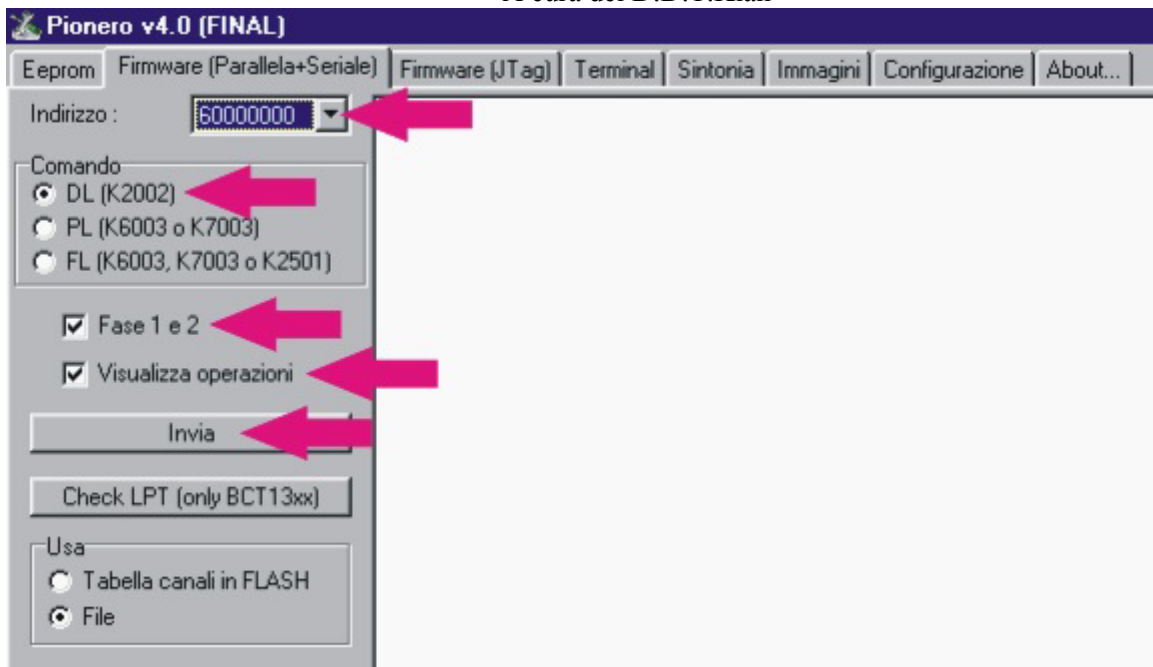 Pionero v4.0 (FINAL)
Eeprom Firmware (Parallela+Seriale) Firmware (JTag) Terminal Sintonia Immagini Configurazione About...
Indirizzo : 60000000
Comando
DL (K2002)
PL (K6003 o K7003)
FL (K6003, K7003 o K2501)
Fase 1 e 2
Visualizza operazioni
Invia
Check LPT (only BCT13xx)
Usa
Tabella canali in FLASH
File